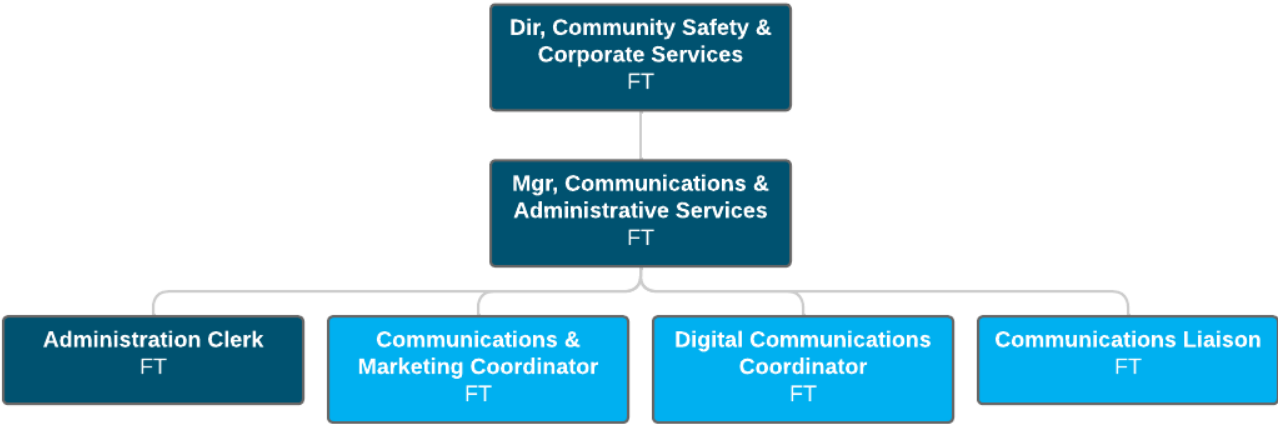 Dir, Community Safety &
Corporate Services
FT
Mgr, Communications &
Administrative Services
FT
Administration Clerk
FT
Communications &
Marketing Coordinator
FT
Digital Communications
Coordinator
FT
Communications Liaison
FT